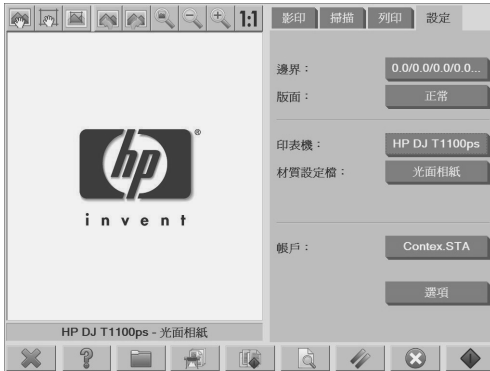 1:1
影印 掃描 列印 設定
邊界： 0.0/0.0/0.0/0.0...
版面： 正常
印表機： HP DJ T1100ps
材質設定檔： 光面相紙
帳戶： Contex.STA
選項
hp ®
invent
HP DJ T1100ps - 光面相紙